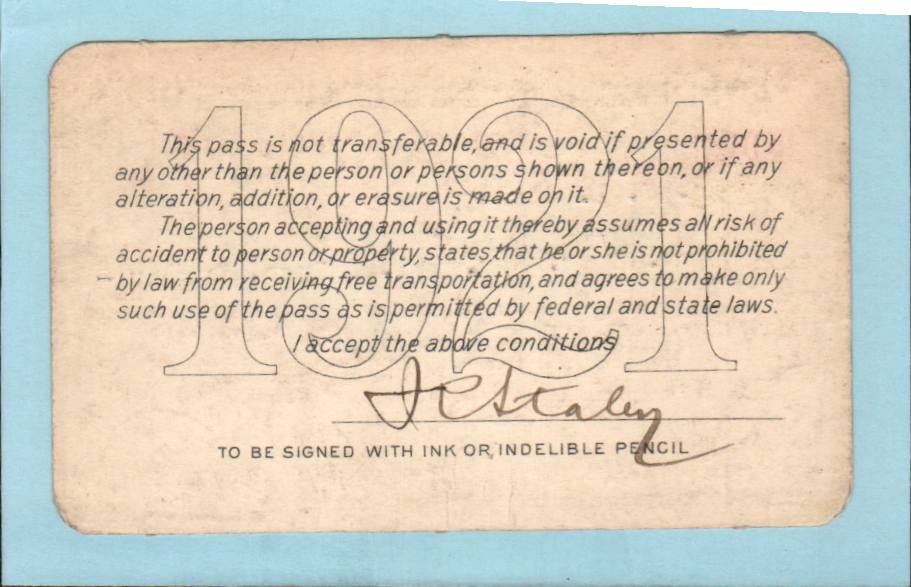 1921
This pass is not transferable, and is void if presented by
any other than the person or persons shown thereon, or if any
alteration, addition, or erasure is made on it.
The person accepting and using it thereby assumes all risk of
accident to person or property, states that he or she is not prohibited
by law from receiving free transportation, and agrees to make only
such use of the pass as is permitted by federal and state laws.
I accept the above conditions
Staley
TO BE SIGNED WITH INK OR INDELIBLE PENCIL